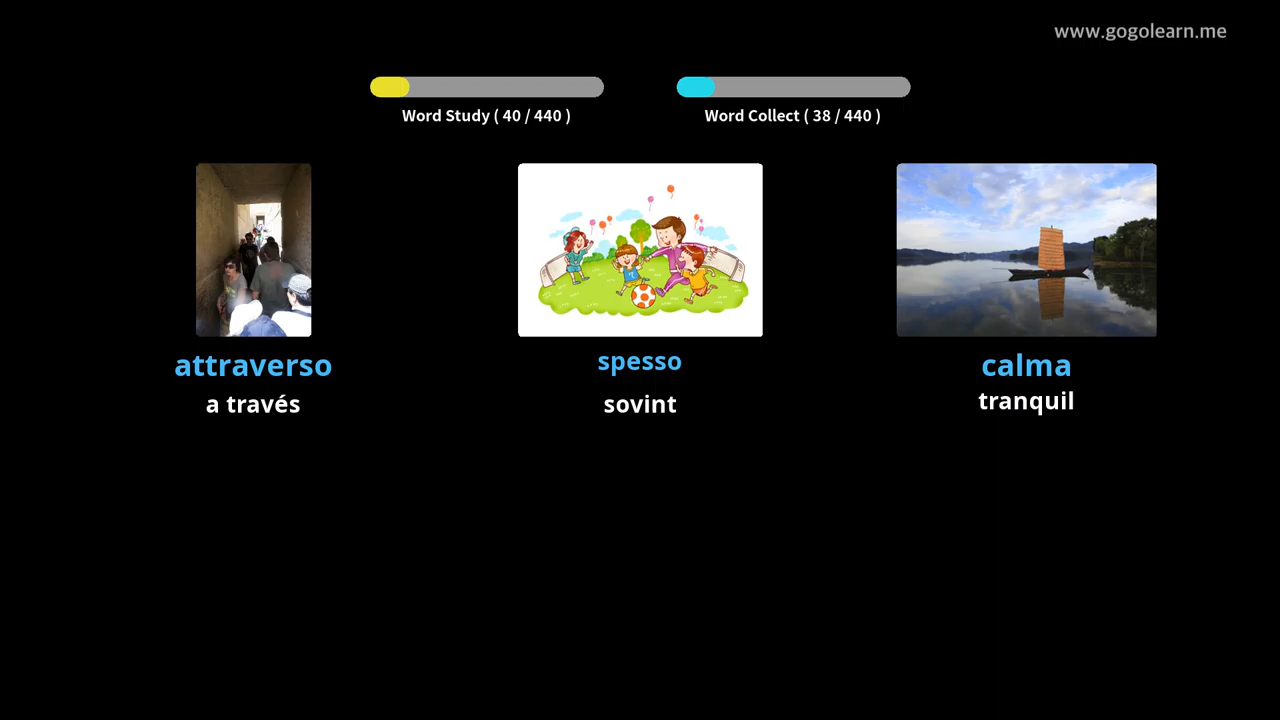 www.gogolearn.me
Word Study ( 40 / 440 )
Word Collect ( 38 / 440 )
attraverso
a través
spesso
sovint
calma
tranquil